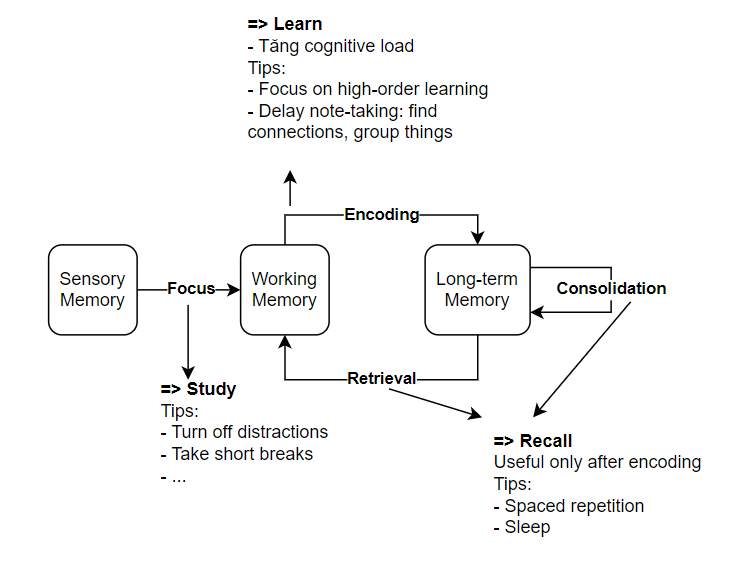 => Learn
- Tăng cognitive load
Tips:
- Focus on high-order learning
- Delay note-taking: find
connections, group things
Encoding
Sensory
Memory
Focus
Working
Memory
Long-term
Memory
Consolidation
Retrieval
=> Study
Tips:
- Turn off distractions
- Take short breaks
- ...
=> Recall
Useful only after encoding
Tips:
- Spaced repetition
- Sleep